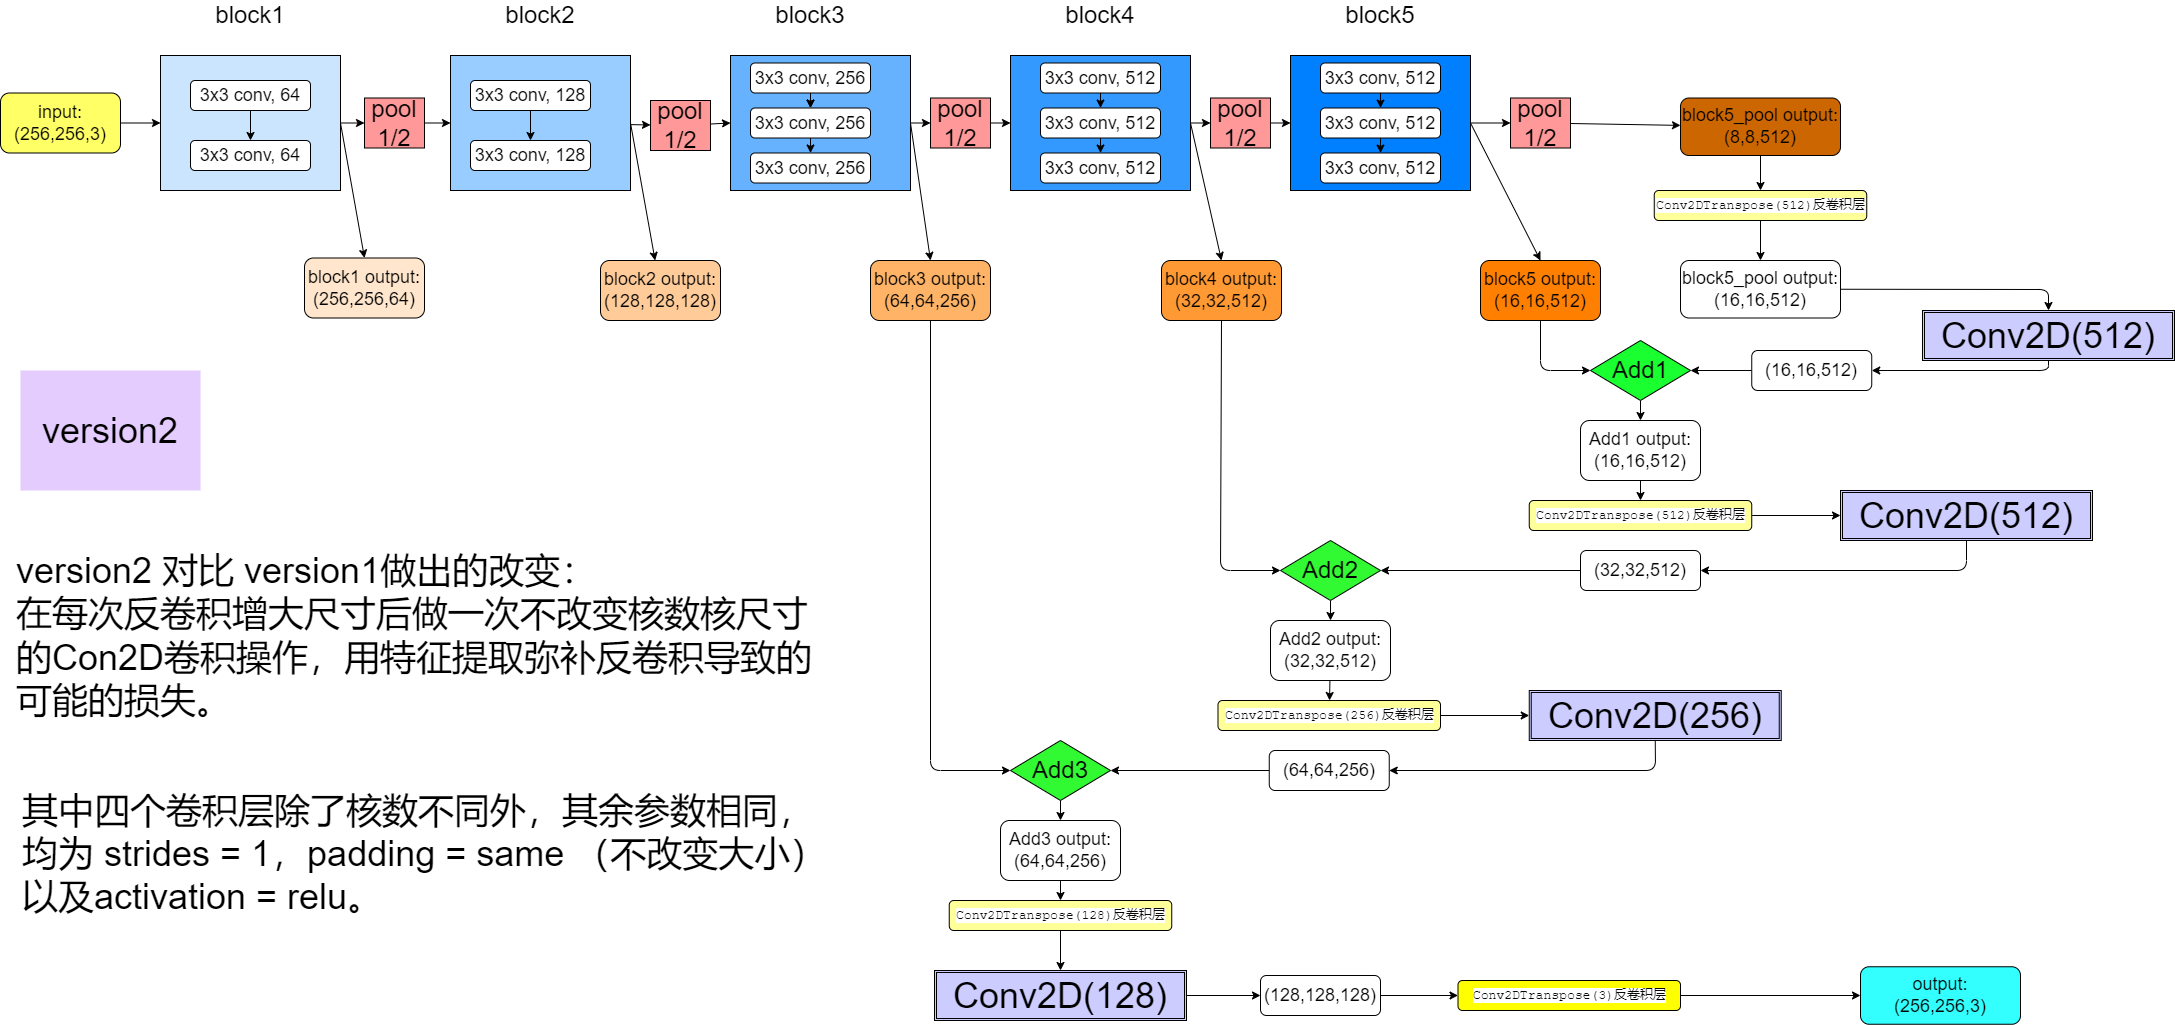 block1
block2
block3
block4
block5
input:
(256,256,3)
3x3 conv, 64
3x3 conv, 64
pool
1/2
3x3 conv, 128
3x3 conv, 128
pool
1/2
3x3 conv, 256
3x3 conv, 256
3x3 conv, 256
pool
1/2
3x3 conv, 512
3x3 conv, 512
3x3 conv, 512
pool
1/2
3x3 conv, 512
3x3 conv, 512
3x3 conv, 512
pool
1/2
block5_pool output:
(8,8,512)
Conv2DTranspose(512)反卷积层
block1 output:
(256,256,64)
block2 output:
(128,128,128)
block3 output:
(64,64,256)
block4 output:
(32,32,512)
block5 output:
(16,16,512)
block5_pool output:
(16,16,512)
Conv2D(512)
Add1
(16,16,512)
Add1 output:
(16,16,512)
Conv2DTranspose(512)反卷积层
Conv2D(512)
Add2
(32,32,512)
Add2 output:
(32,32,512)
Conv2DTranspose(256)反卷积层
Conv2D(256)
Add3
(64,64,256)
Add3 output:
(64,64,256)
Conv2DTranspose(128)反卷积层
Conv2D(128)
(128,128,128)
Conv2DTranspose(3)反卷积层
output:
(256,256,3)
version2
version2 对比 version1做出的改变：
在每次反卷积增大尺寸后做一次不改变核数核尺寸
的Con2D卷积操作，用特征提取弥补反卷积导致的
可能的损失。
其中四个卷积层除了核数不同外，其余参数相同，
均为 strides = 1，padding = same （不改变大小）
以及activation = relu。